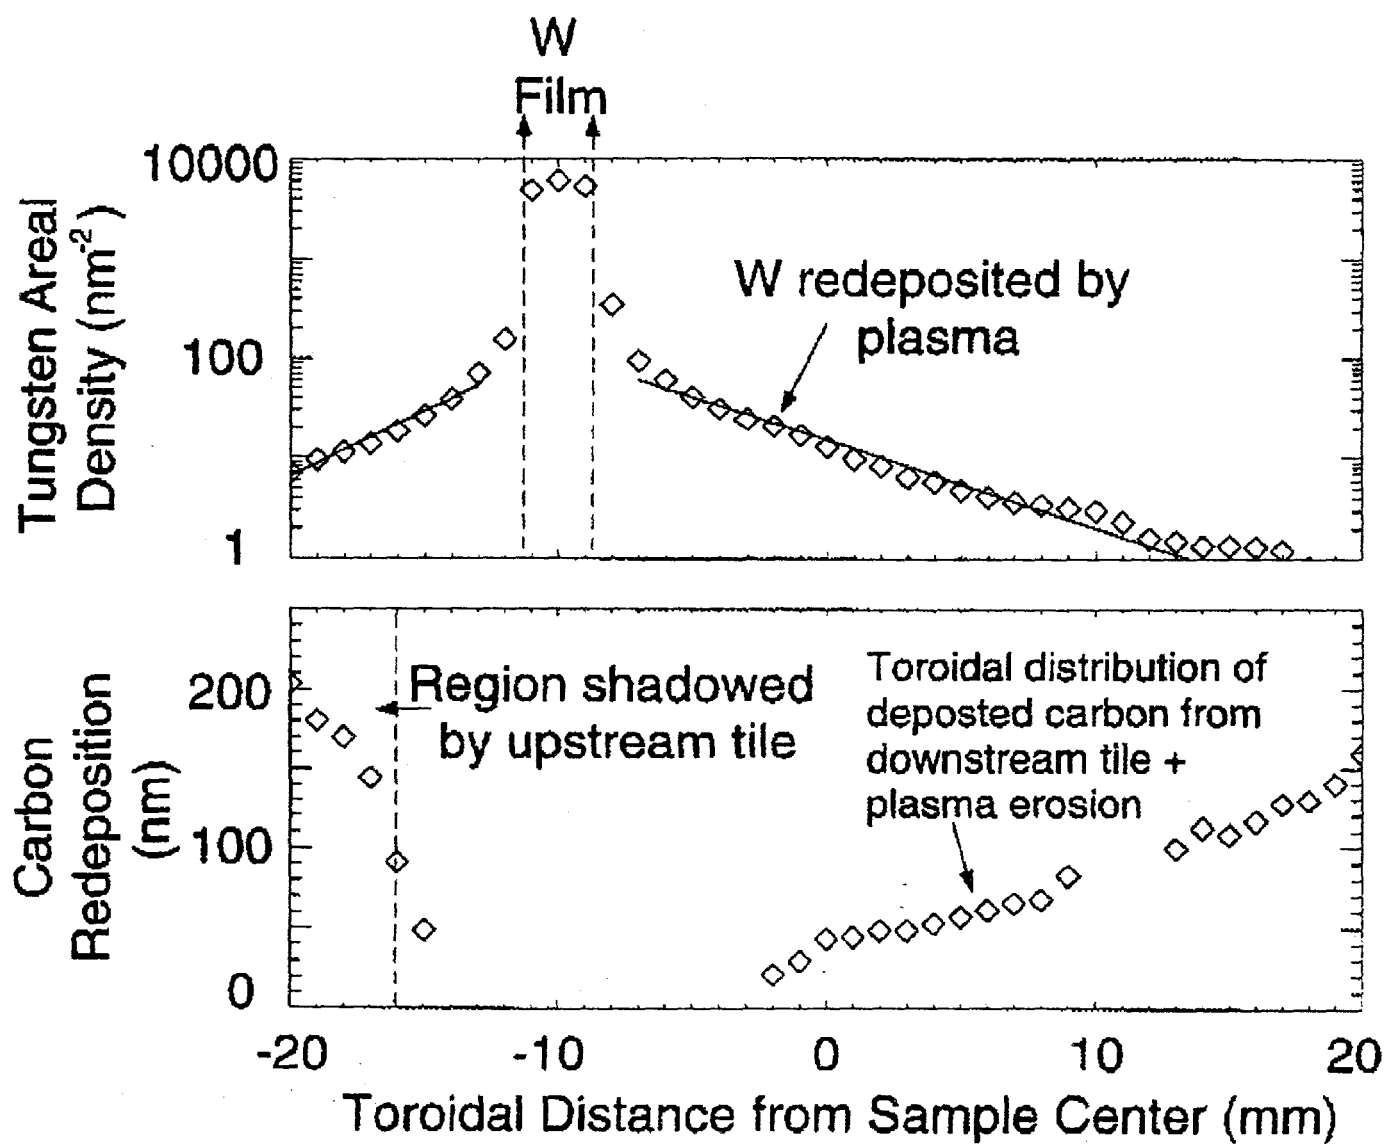 W
Film
10000
100
1
Tungsten Areal
Density (nm-2)
W redeposited by
plasma
200
100
0
Carbon
Redeposition
(nm)
Region shadowed
by upstream tile
Toroidal distribution of
deposted carbon from
downstream tile +
plasma erosion
-20 -10 0 10 20
Toroidal Distance from Sample Center (mm)